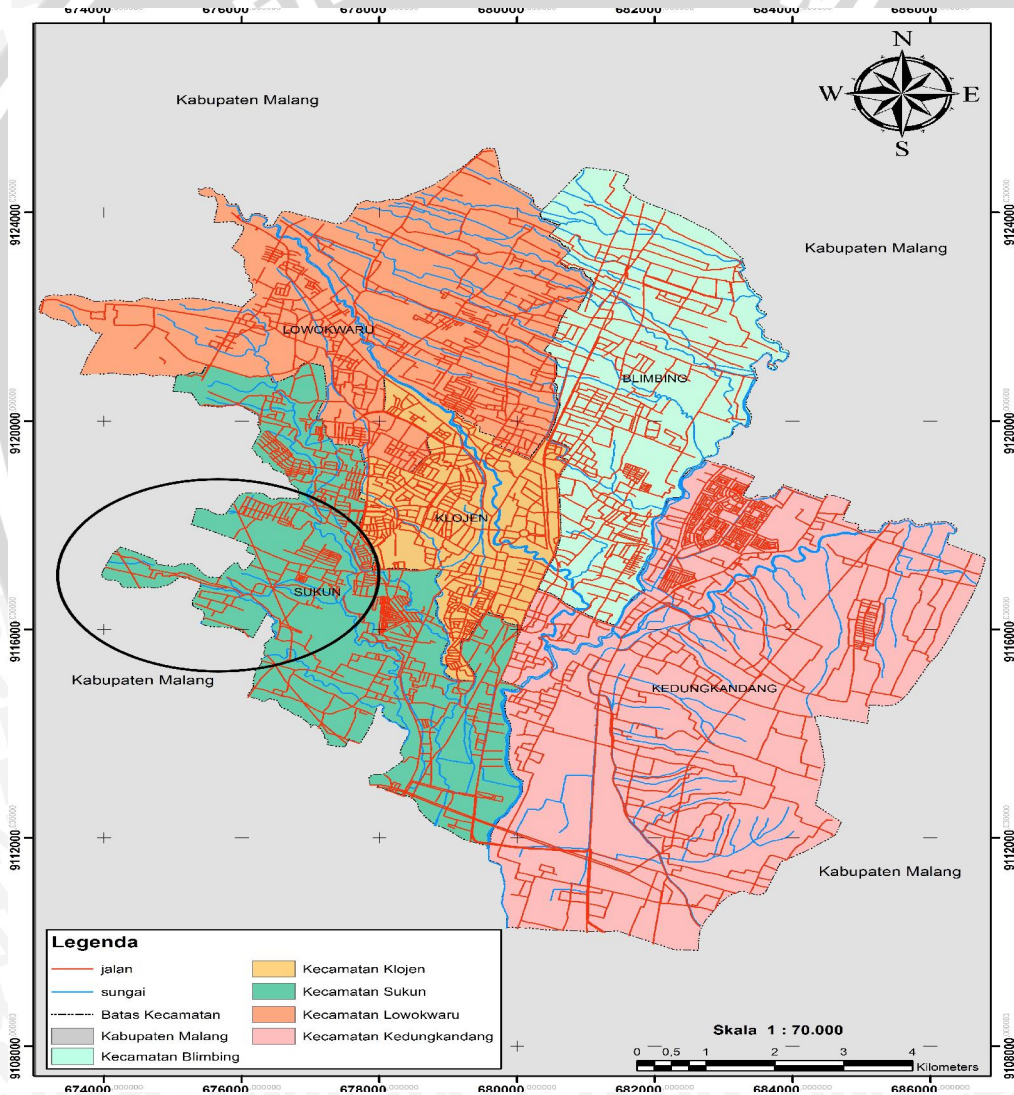 674000 676000 678000 680000 682000 684000 686000
N
W E
S
Kabupaten Malang
9124000 9124000
Kabupaten Malang
LOWOKWARU
BLIMBING
9120000 9120000
KLOJEN
SUKUN
9116000 9116000
Kabupaten Malang
KEDUNGKANDANG
9112000 9112000
Kabupaten Malang
Legenda
jalan
sungai
Batas Kecamatan
Kabupaten Malang
Kecamatan Blimbing
Kecamatan Klojen
Kecamatan Sukun
Kecamatan Lowokwaru
Kecamatan Kedungkandang
Skala 1 : 70.000
0 0,5 1 2 3 4
Kilometers
9108000 9108000
674000 676000 678000 680000 682000 684000 686000